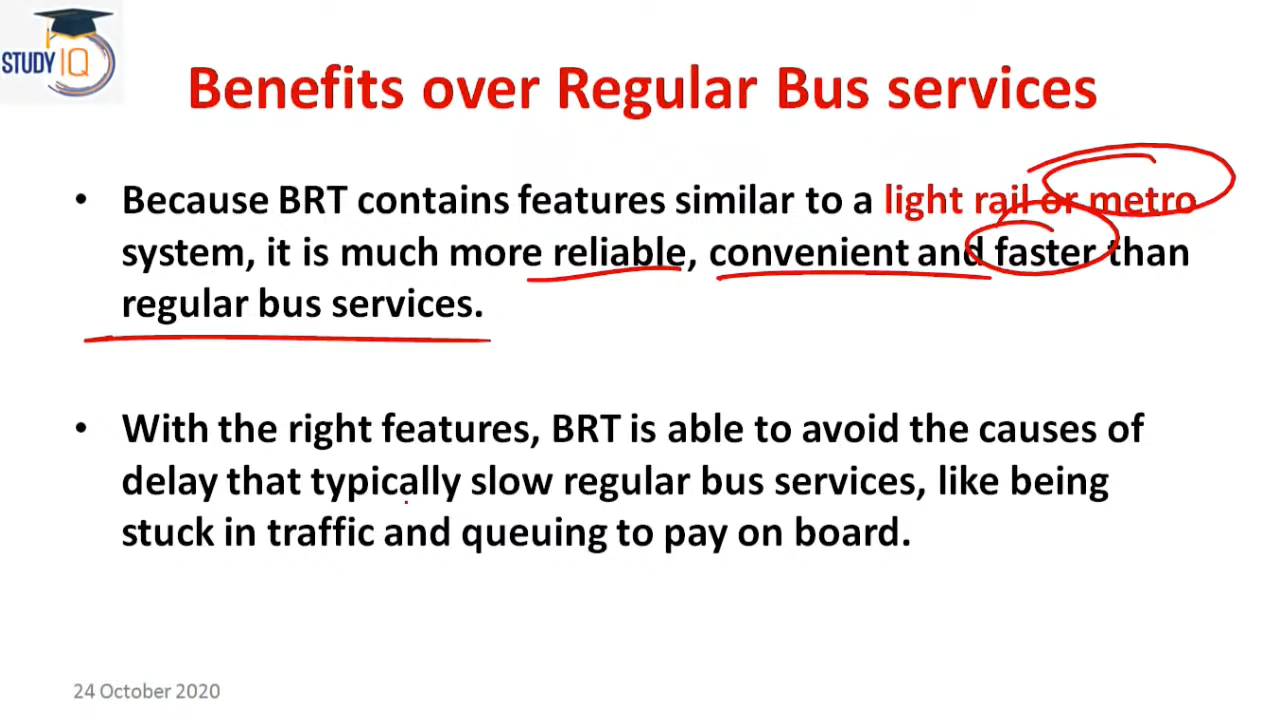 STUDY IQ
Benefits over Regular Bus services
• Because BRT contains features similar to a light rail or metro
system, it is much more reliable, convenient and faster than
regular bus services.
• With the right features, BRT is able to avoid the causes of
delay that typically slow regular bus services, like being
stuck in traffic and queuing to pay on board.
24 October 2020